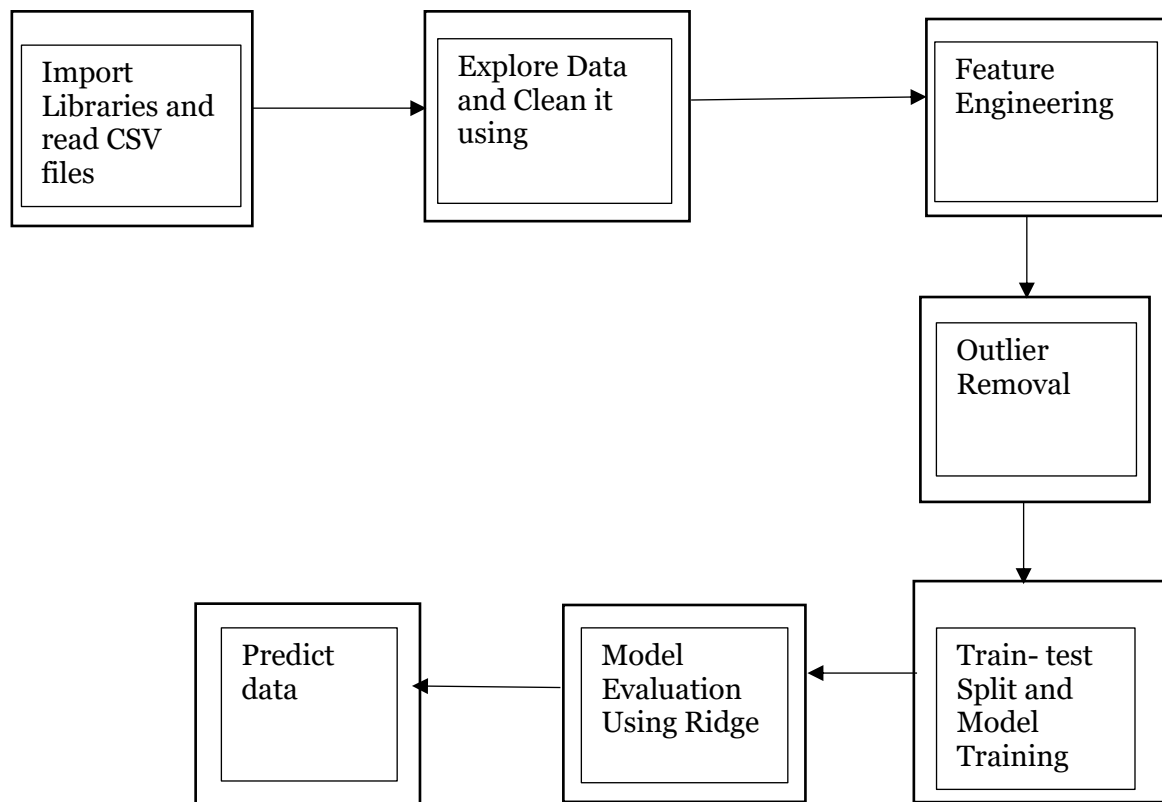 Import
Libraries and
read CSV
files
Explore Data
and Clean it
using
Feature
Engineering
Outlier
Removal
Train- test
Split and
Model
Training
Model
Evaluation
Using Ridge
Predict
data